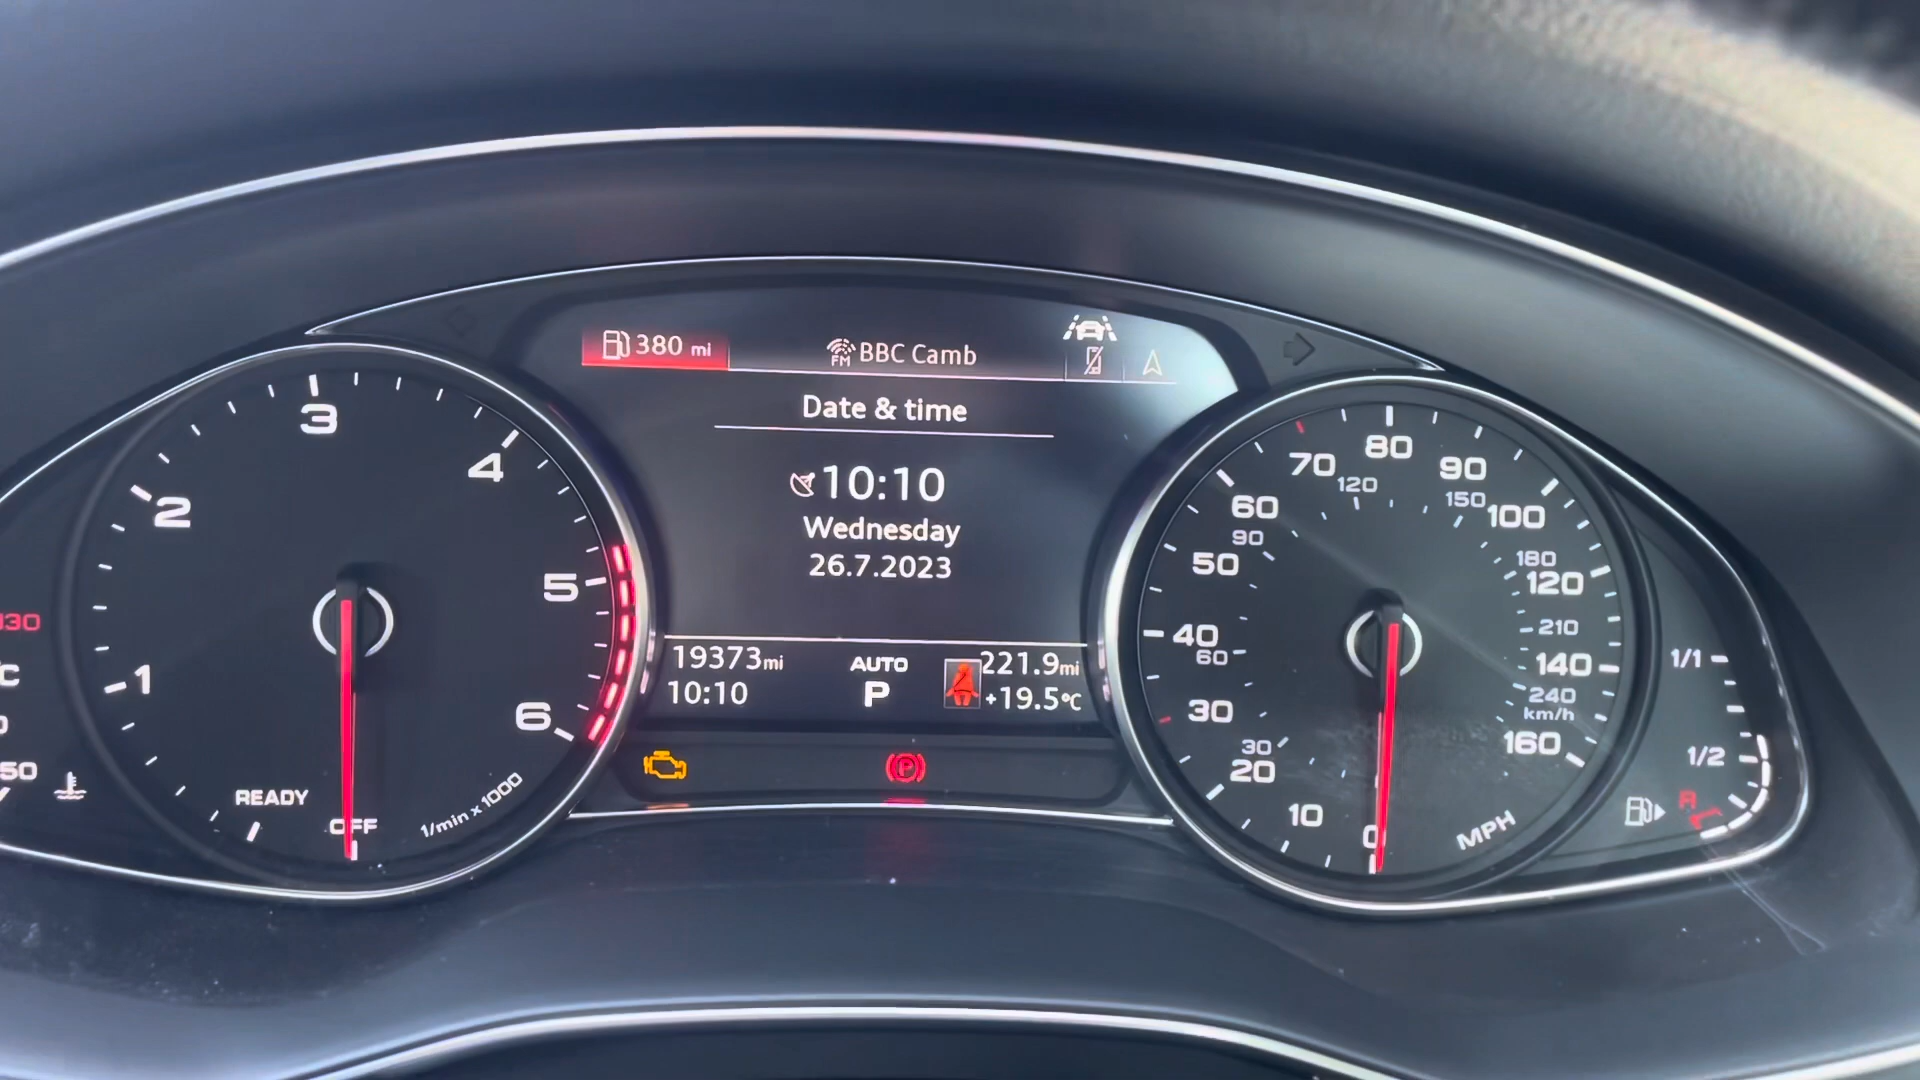 380 mi
FM BBC Camb
Date & time
10:10
Wednesday
26.7.2023
19373mi
10:10
AUTO
P
221.9mi
+19.5°C
1
2
3
4
5
6
READY
OFF
1/min x 1000
130
°C
50
0
10
20
30
40
50
60
70
80
90
100
120
140
160
MPH
30
60
90
120
150
180
210
240
km/h
1/1
1/2
R
P